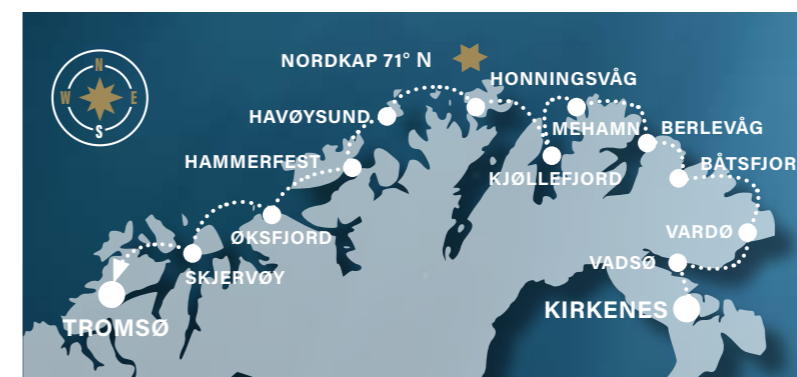 N
W
E
S
NORDKAP 71° N
HONNINGSVÅG
HAVØYSUND
MEHAMN
BERLEVÅG
HAMMERFEST
KJØLLEFJORD
BÅTSFJOR
ØKSFJORD
VARDØ
SKJERVØY
VADSØ
TROMSØ
KIRKENES